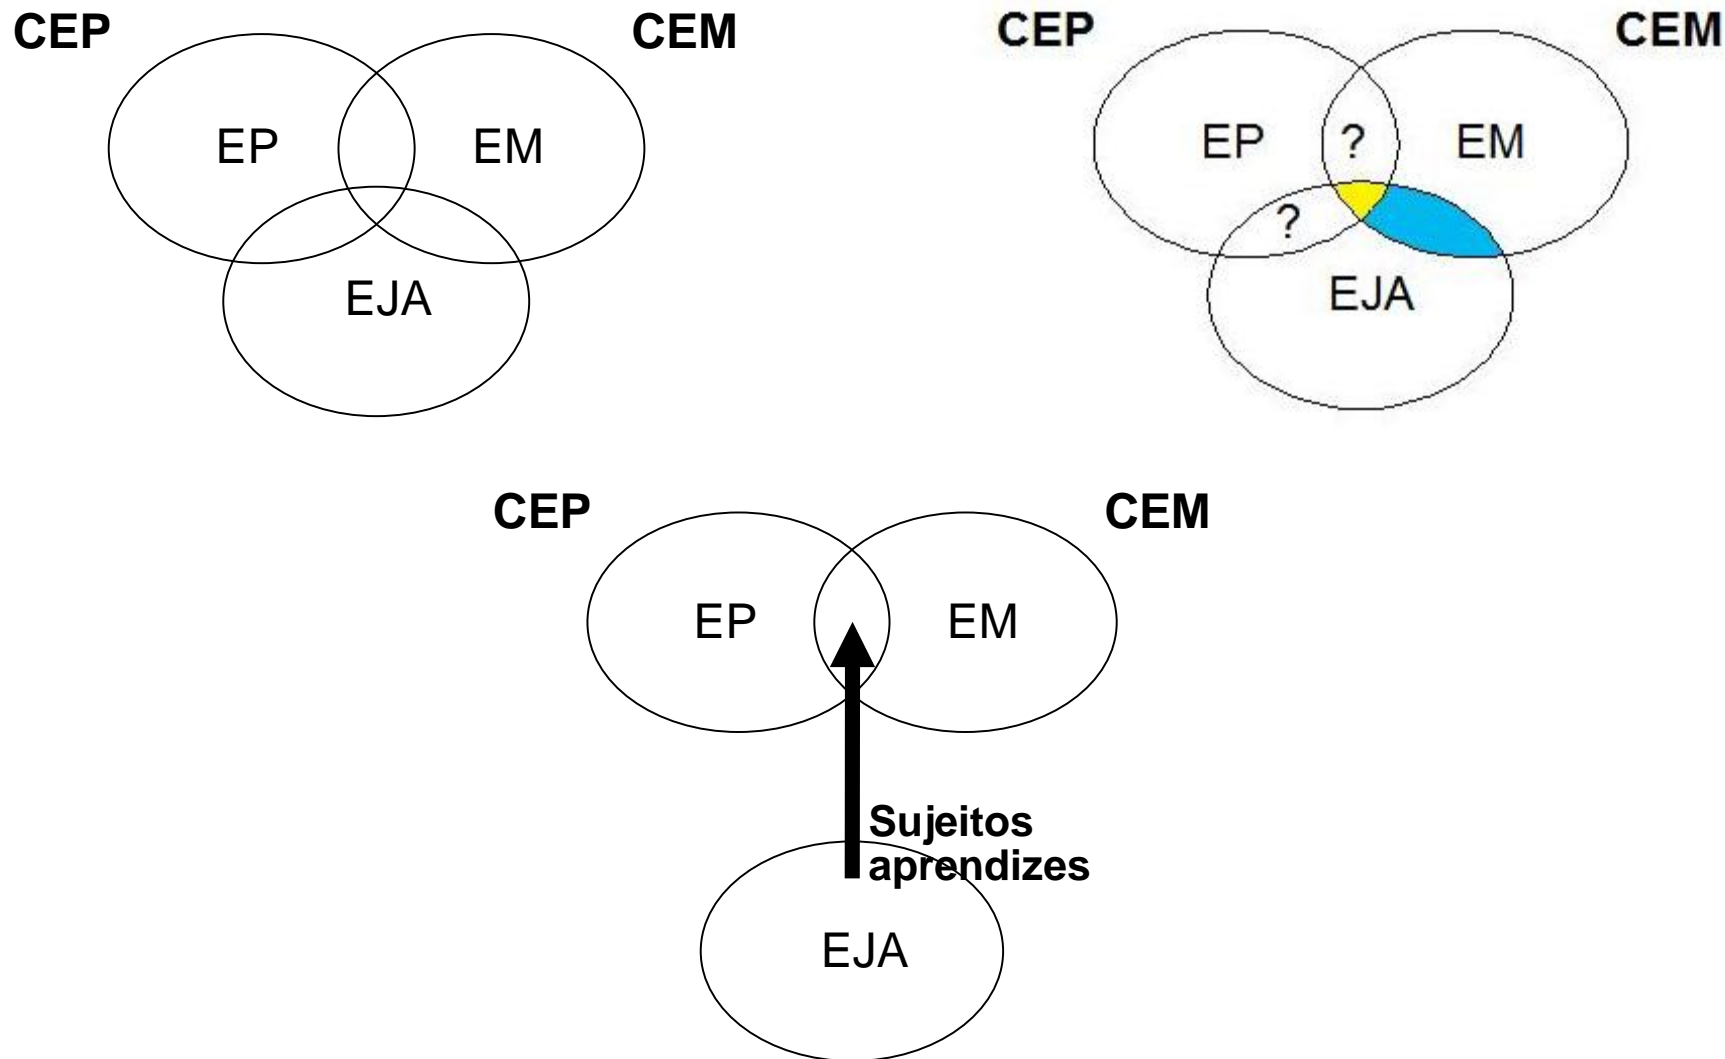 CEP
CEM
EP
EM
EJA
CEP
CEM
EP
?
EM
?
EJA
CEP
CEM
EP
EM
Sujeitos
aprendizes
EJA